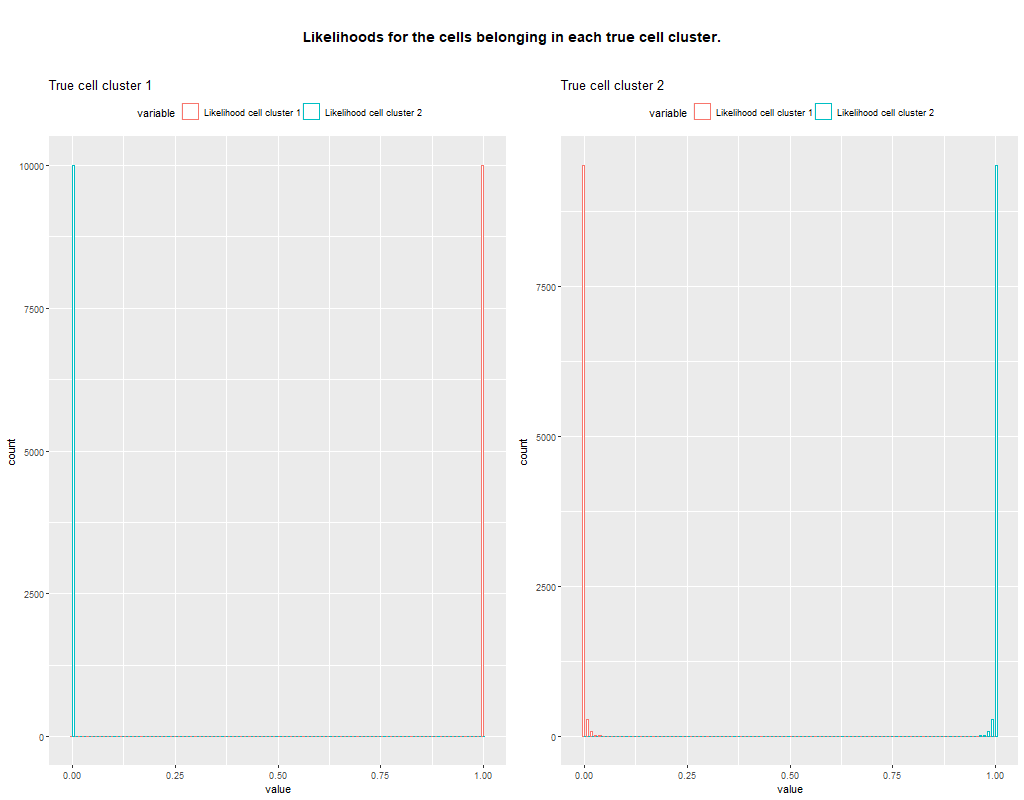 Likelihoods for the cells belonging in each true cell cluster.
True cell cluster 1
variable Likelihood cell cluster 1 Likelihood cell cluster 2
10000
7500
5000
2500
0
count
0.00 0.25 0.50 0.75 1.00
value
True cell cluster 2
variable Likelihood cell cluster 1 Likelihood cell cluster 2
7500
5000
2500
0
count
0.00 0.25 0.50 0.75 1.00
value